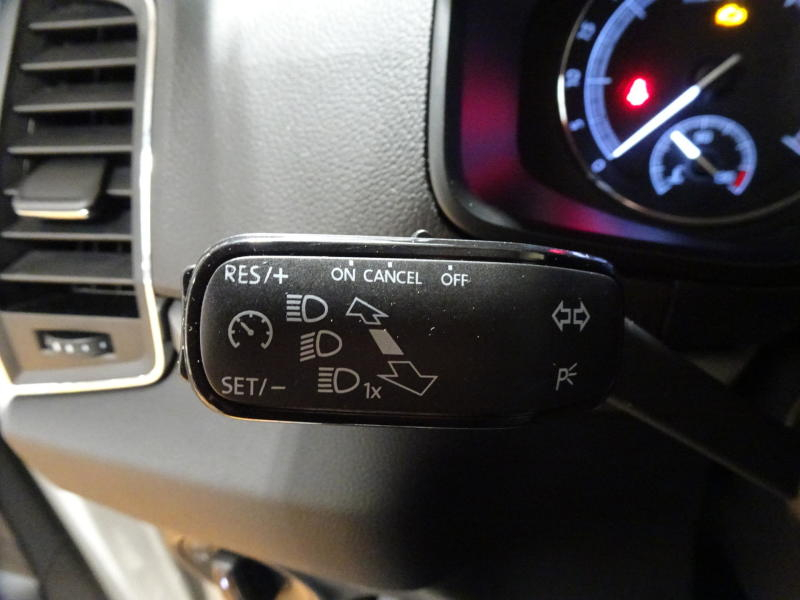 RES/+ ON CANCEL OFF
SET/- 1x P